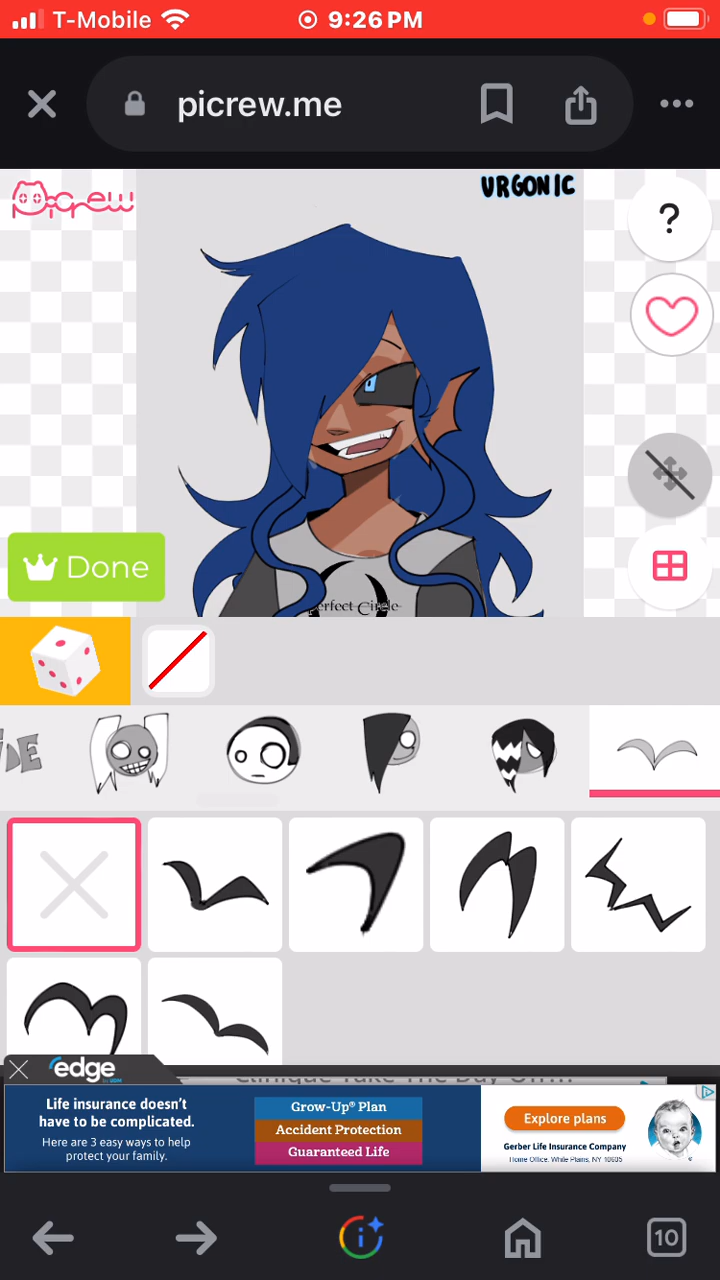 T-Mobile 9:26 PM
picrew.me
Picrew
URGONIC
?
Done
erfect Circle
DE
edge
Life insurance doesn't
have to be complicated.
Here are 3 easy ways to help
protect your family.
Grow-Up® Plan
Accident Protection
Guaranteed Life
Explore plans
Gerber Life Insurance Company
Home Office: White Plains, NY 10605
10